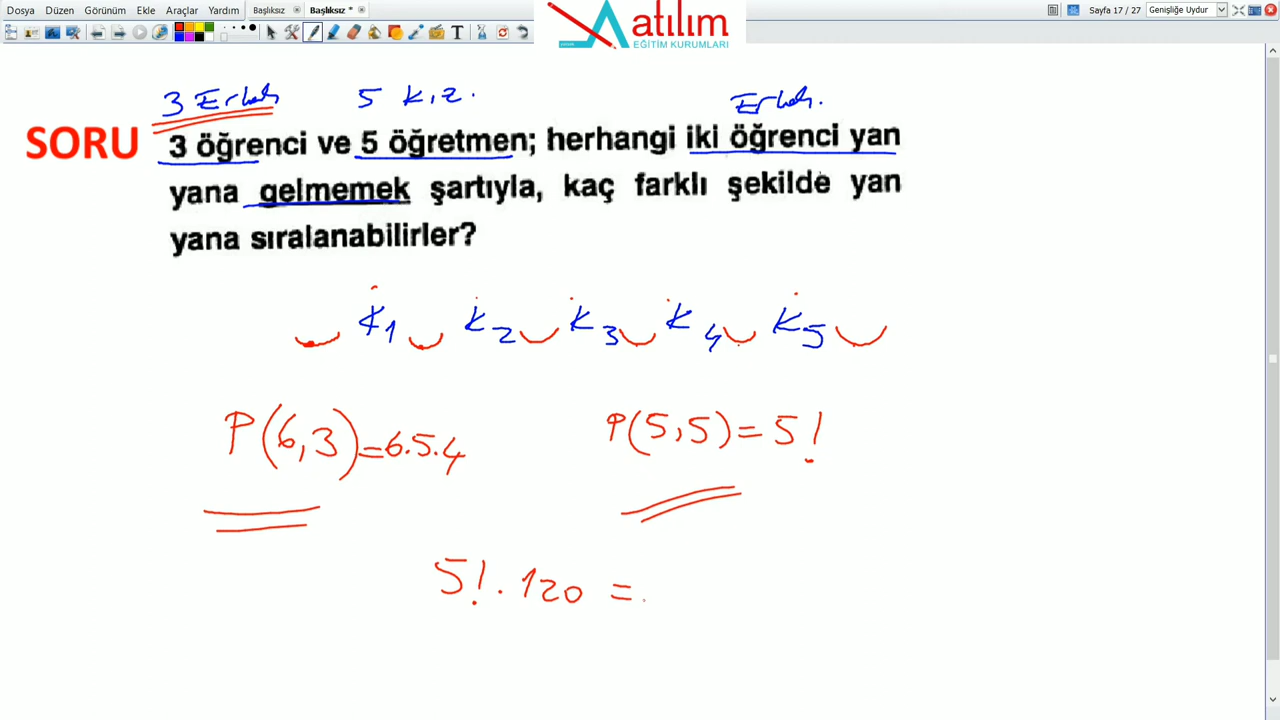 Dosya Düzen Görünüm Ekle Araçlar Yardım Başlıksız Başlıksız * Sayfa 17 / 27 Genişliğe Uydur
atılım
EĞİTİM KURUMLARI
3 Erkek 5 kız. Erkek.
SORU 3 öğrenci ve 5 öğretmen; herhangi iki öğrenci yan
yana gelmemek şartıyla, kaç farklı şekilde yan
yana sıralanabilirler?
K1 K2 K3 K4 K5
P(6,3)=6.5.4 P(5,5)=5!
5!.120 =